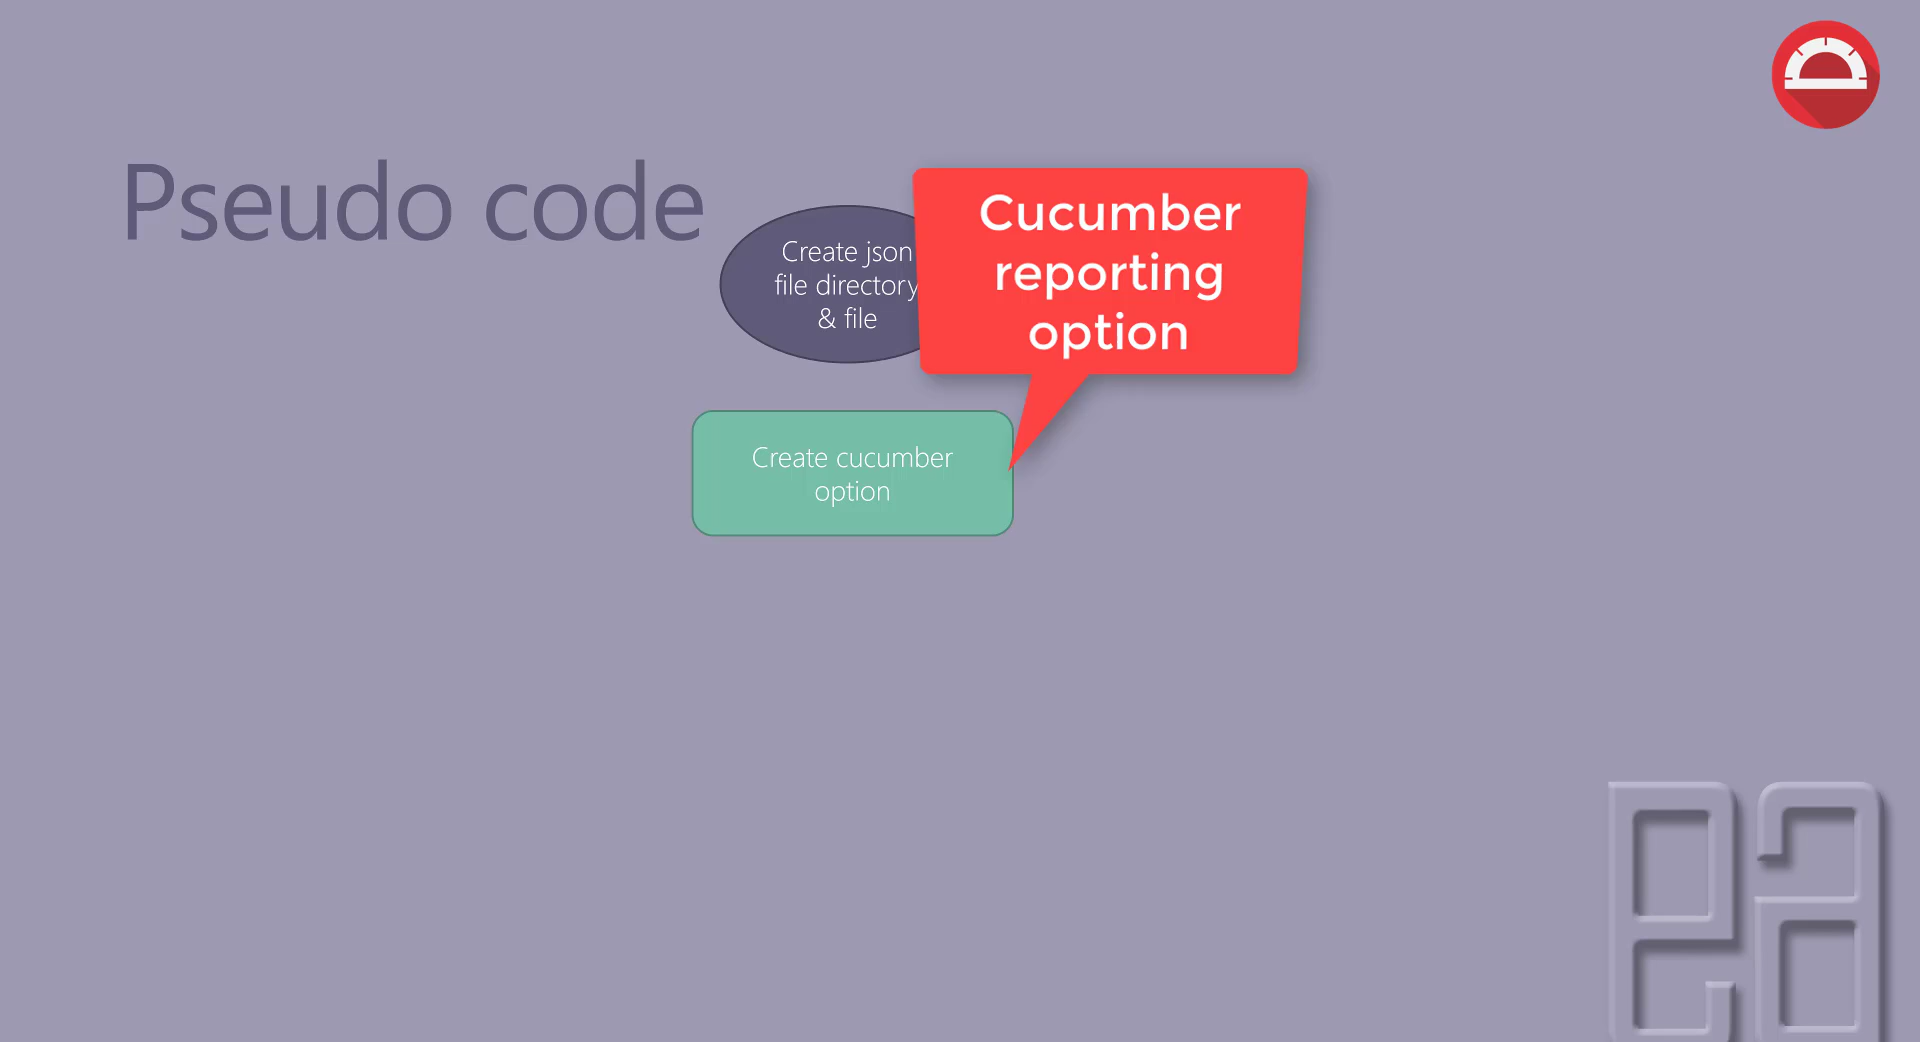 Pseudo code
Create json
file directory
& file
Cucumber
reporting
option
Create cucumber
option